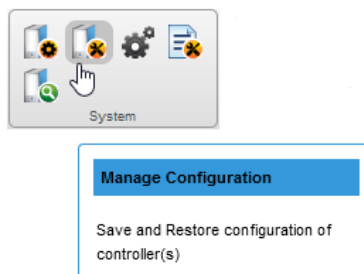 System
Manage Configuration
Save and Restore configuration of
controller(s)